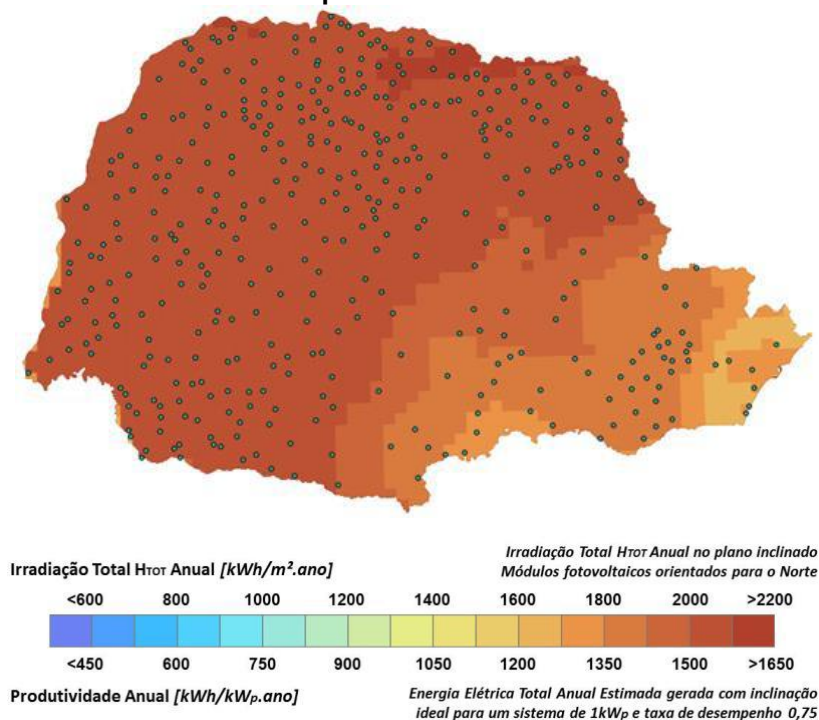 Irradiação Total HTOT Anual no plano inclinado
Irradiação Total HTOT Anual [kWh/m².ano]
Módulos fotovoltaicos orientados para o Norte
<600 800 1000 1200 1400 1600 1800 2000 >2200
<450 600 750 900 1050 1200 1350 1500 >1650
Produtividade Anual [kWh/kWp.ano]
Energia Elétrica Total Anual Estimada gerada com inclinação
ideal para um sistema de 1kWp e taxa de desempenho 0,75